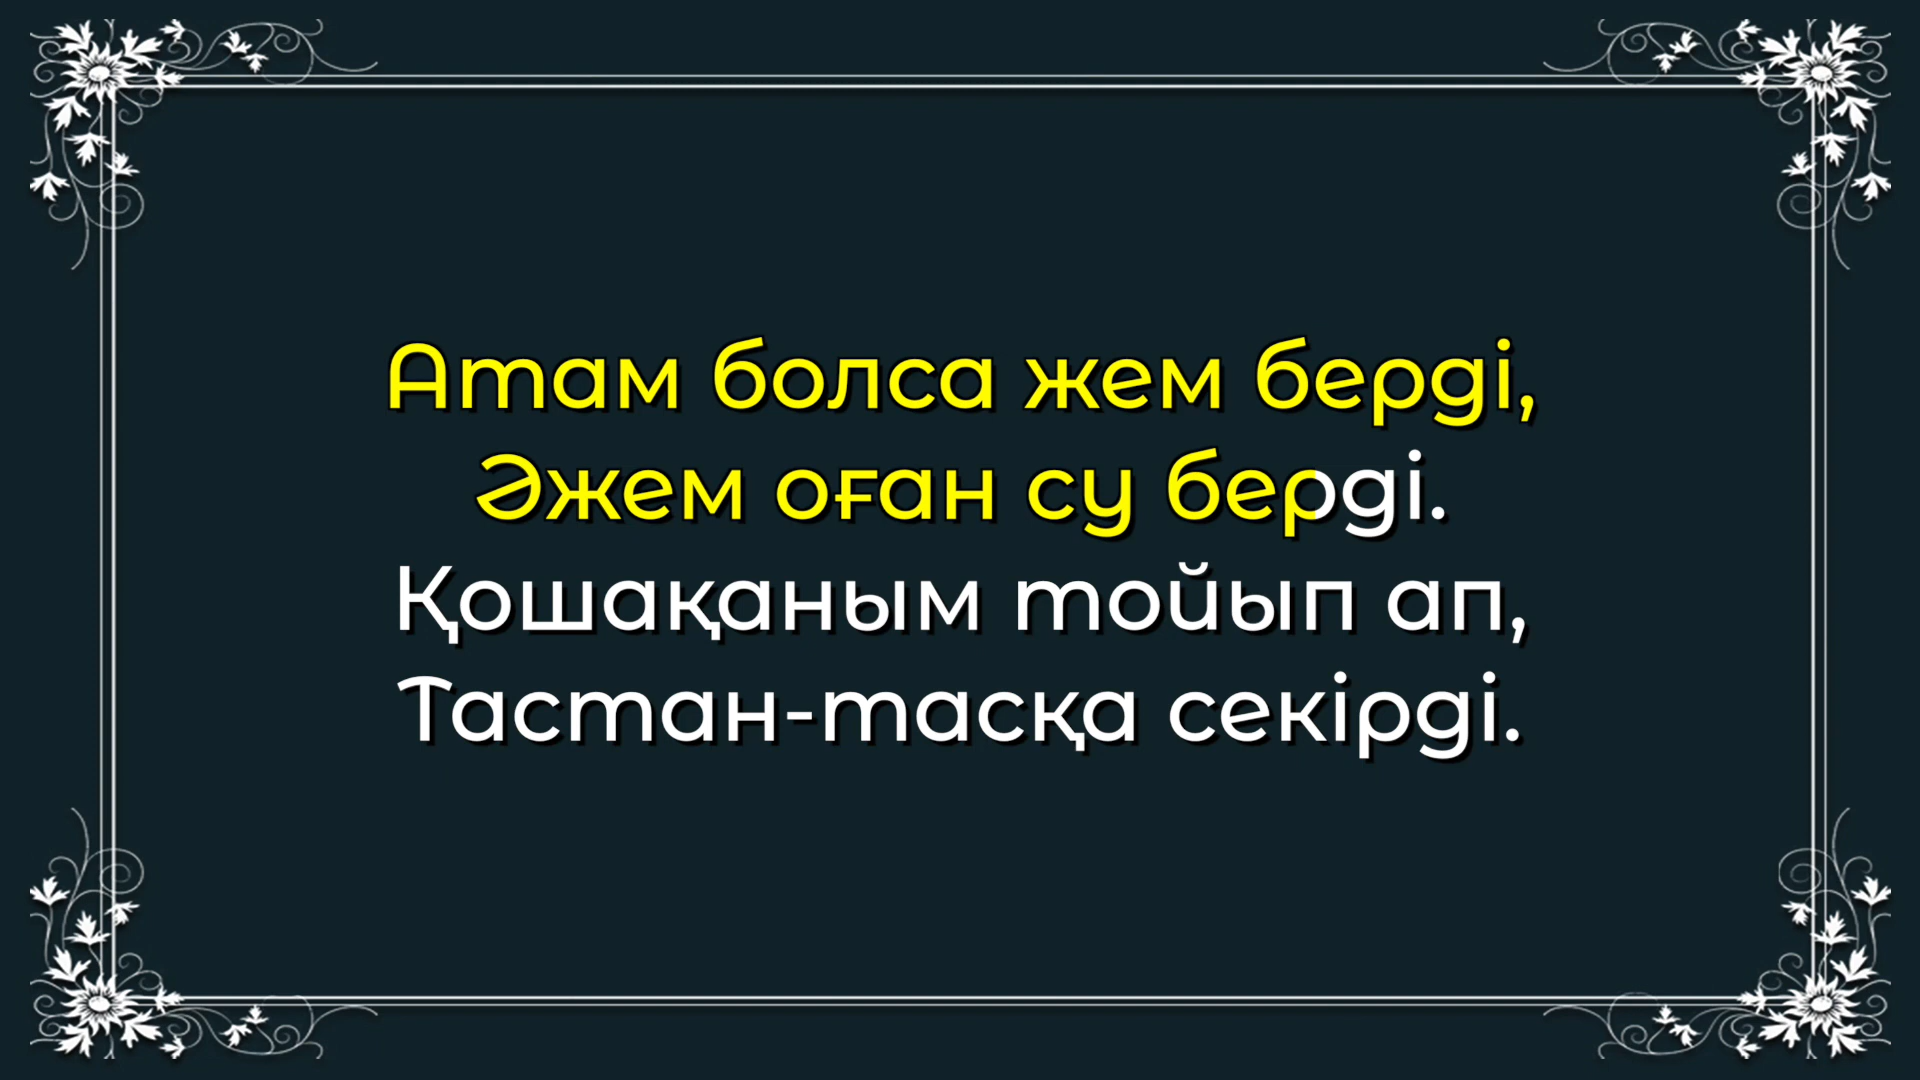 Атам болса жем берді,
Әжем оған су берді.
Қошақаным тойып ап,
Тастан-тасқа секірді.